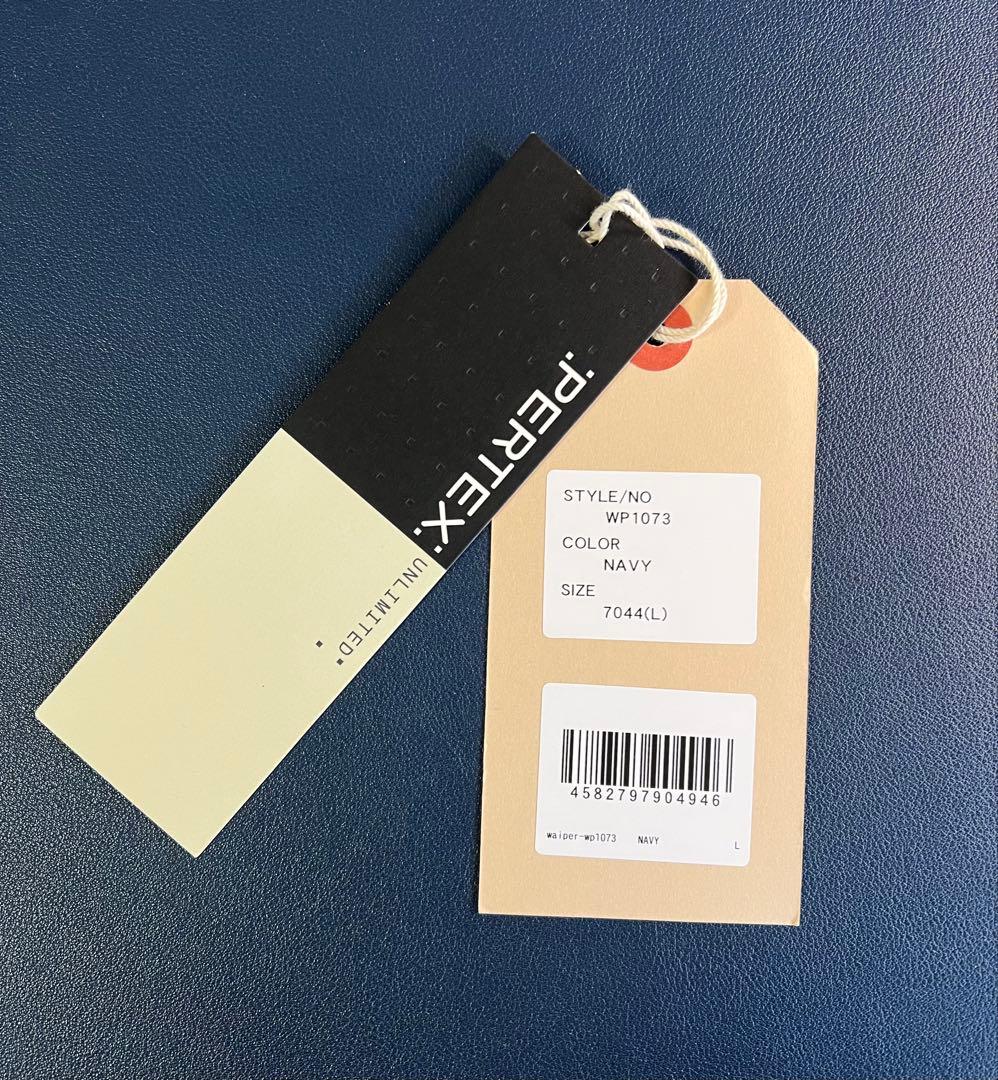 PERTEX
UNLIMITED
STYLE/NO
WP1073
COLOR
NAVY
SIZE
7044(L)
4582797904946
waiper-wp1073 NAVY L